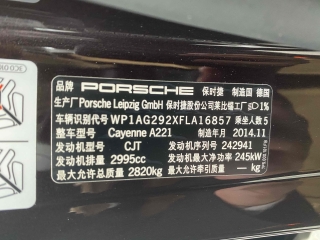 品牌 PORSCHE 保时捷 制造国 德国
生产厂 Porsche Leipzig GmbH 保时捷股份公司莱比锡工厂
车辆识别代号 WP1AG292XFLA16857 乘坐人数 5
整车型号 Cayenne A221 制造年月 2014.11
发动机型号 CJT 发动机序列号 242941
发动机排量 2995cc 发动机最大净功率 245kW
最大允许总质量 2820kg 最大允许牵引质量 — kg